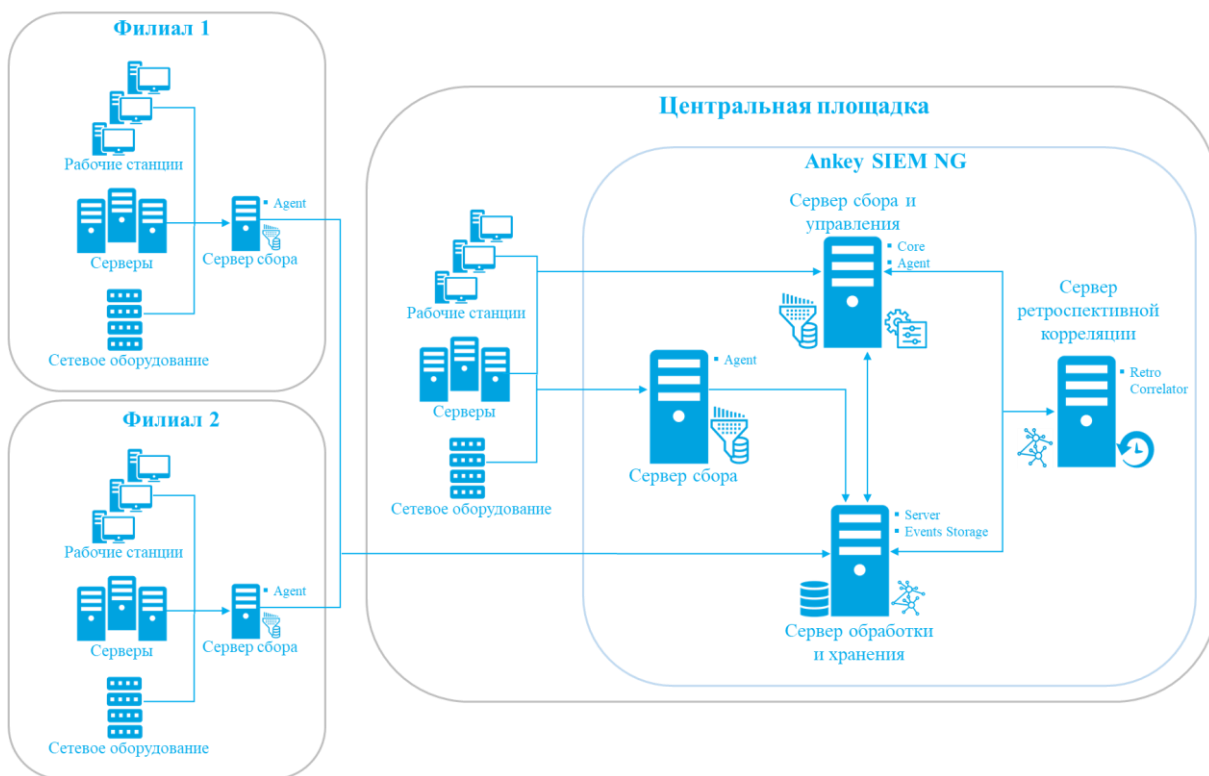 Филиал 1
Рабочие станции
Agent
Серверы
Сервер сбора
Сетевое оборудование
Филиал 2
Рабочие станции
Agent
Серверы
Сервер сбора
Сетевое оборудование
Центральная площадка
Ankey SIEM NG
Рабочие станции
Серверы
Сетевое оборудование
Сервер сбора и
управления
Core
Agent
Agent
Сервер сбора
Server
Events Storage
Сервер обработки
и хранения
Сервер
ретроспективной
корреляции
Retro
Correlator